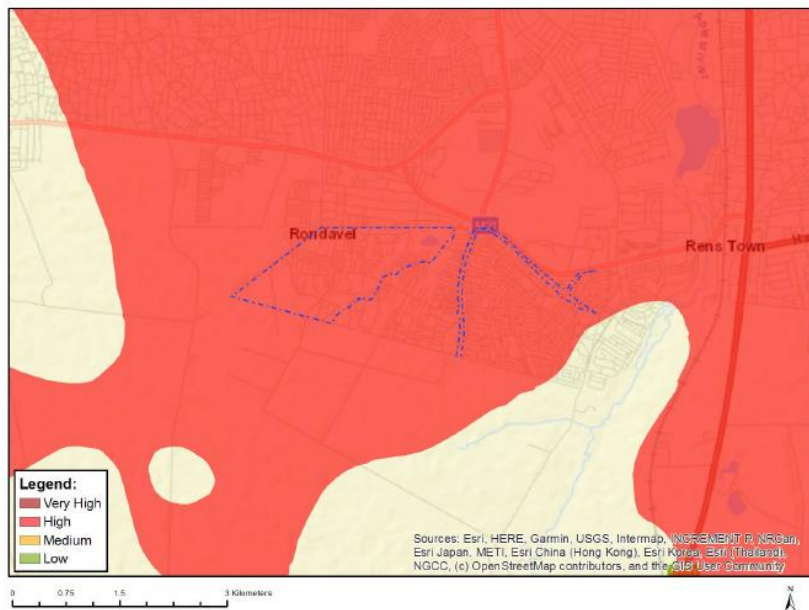 Rondavel
Rens Town
Legend:
Very High
High
Medium
Low
Sources: Esri, HERE, Garmin, USGS, Intermap, INCREMENT P, NRCan,
Esri Japan, METI, Esri China (Hong Kong), Esri Korea, Esri (Thailand),
NGCC, (c) OpenStreetMap contributors, and the GIS User Community
0 0.75 1.5 3 Kilometers
N